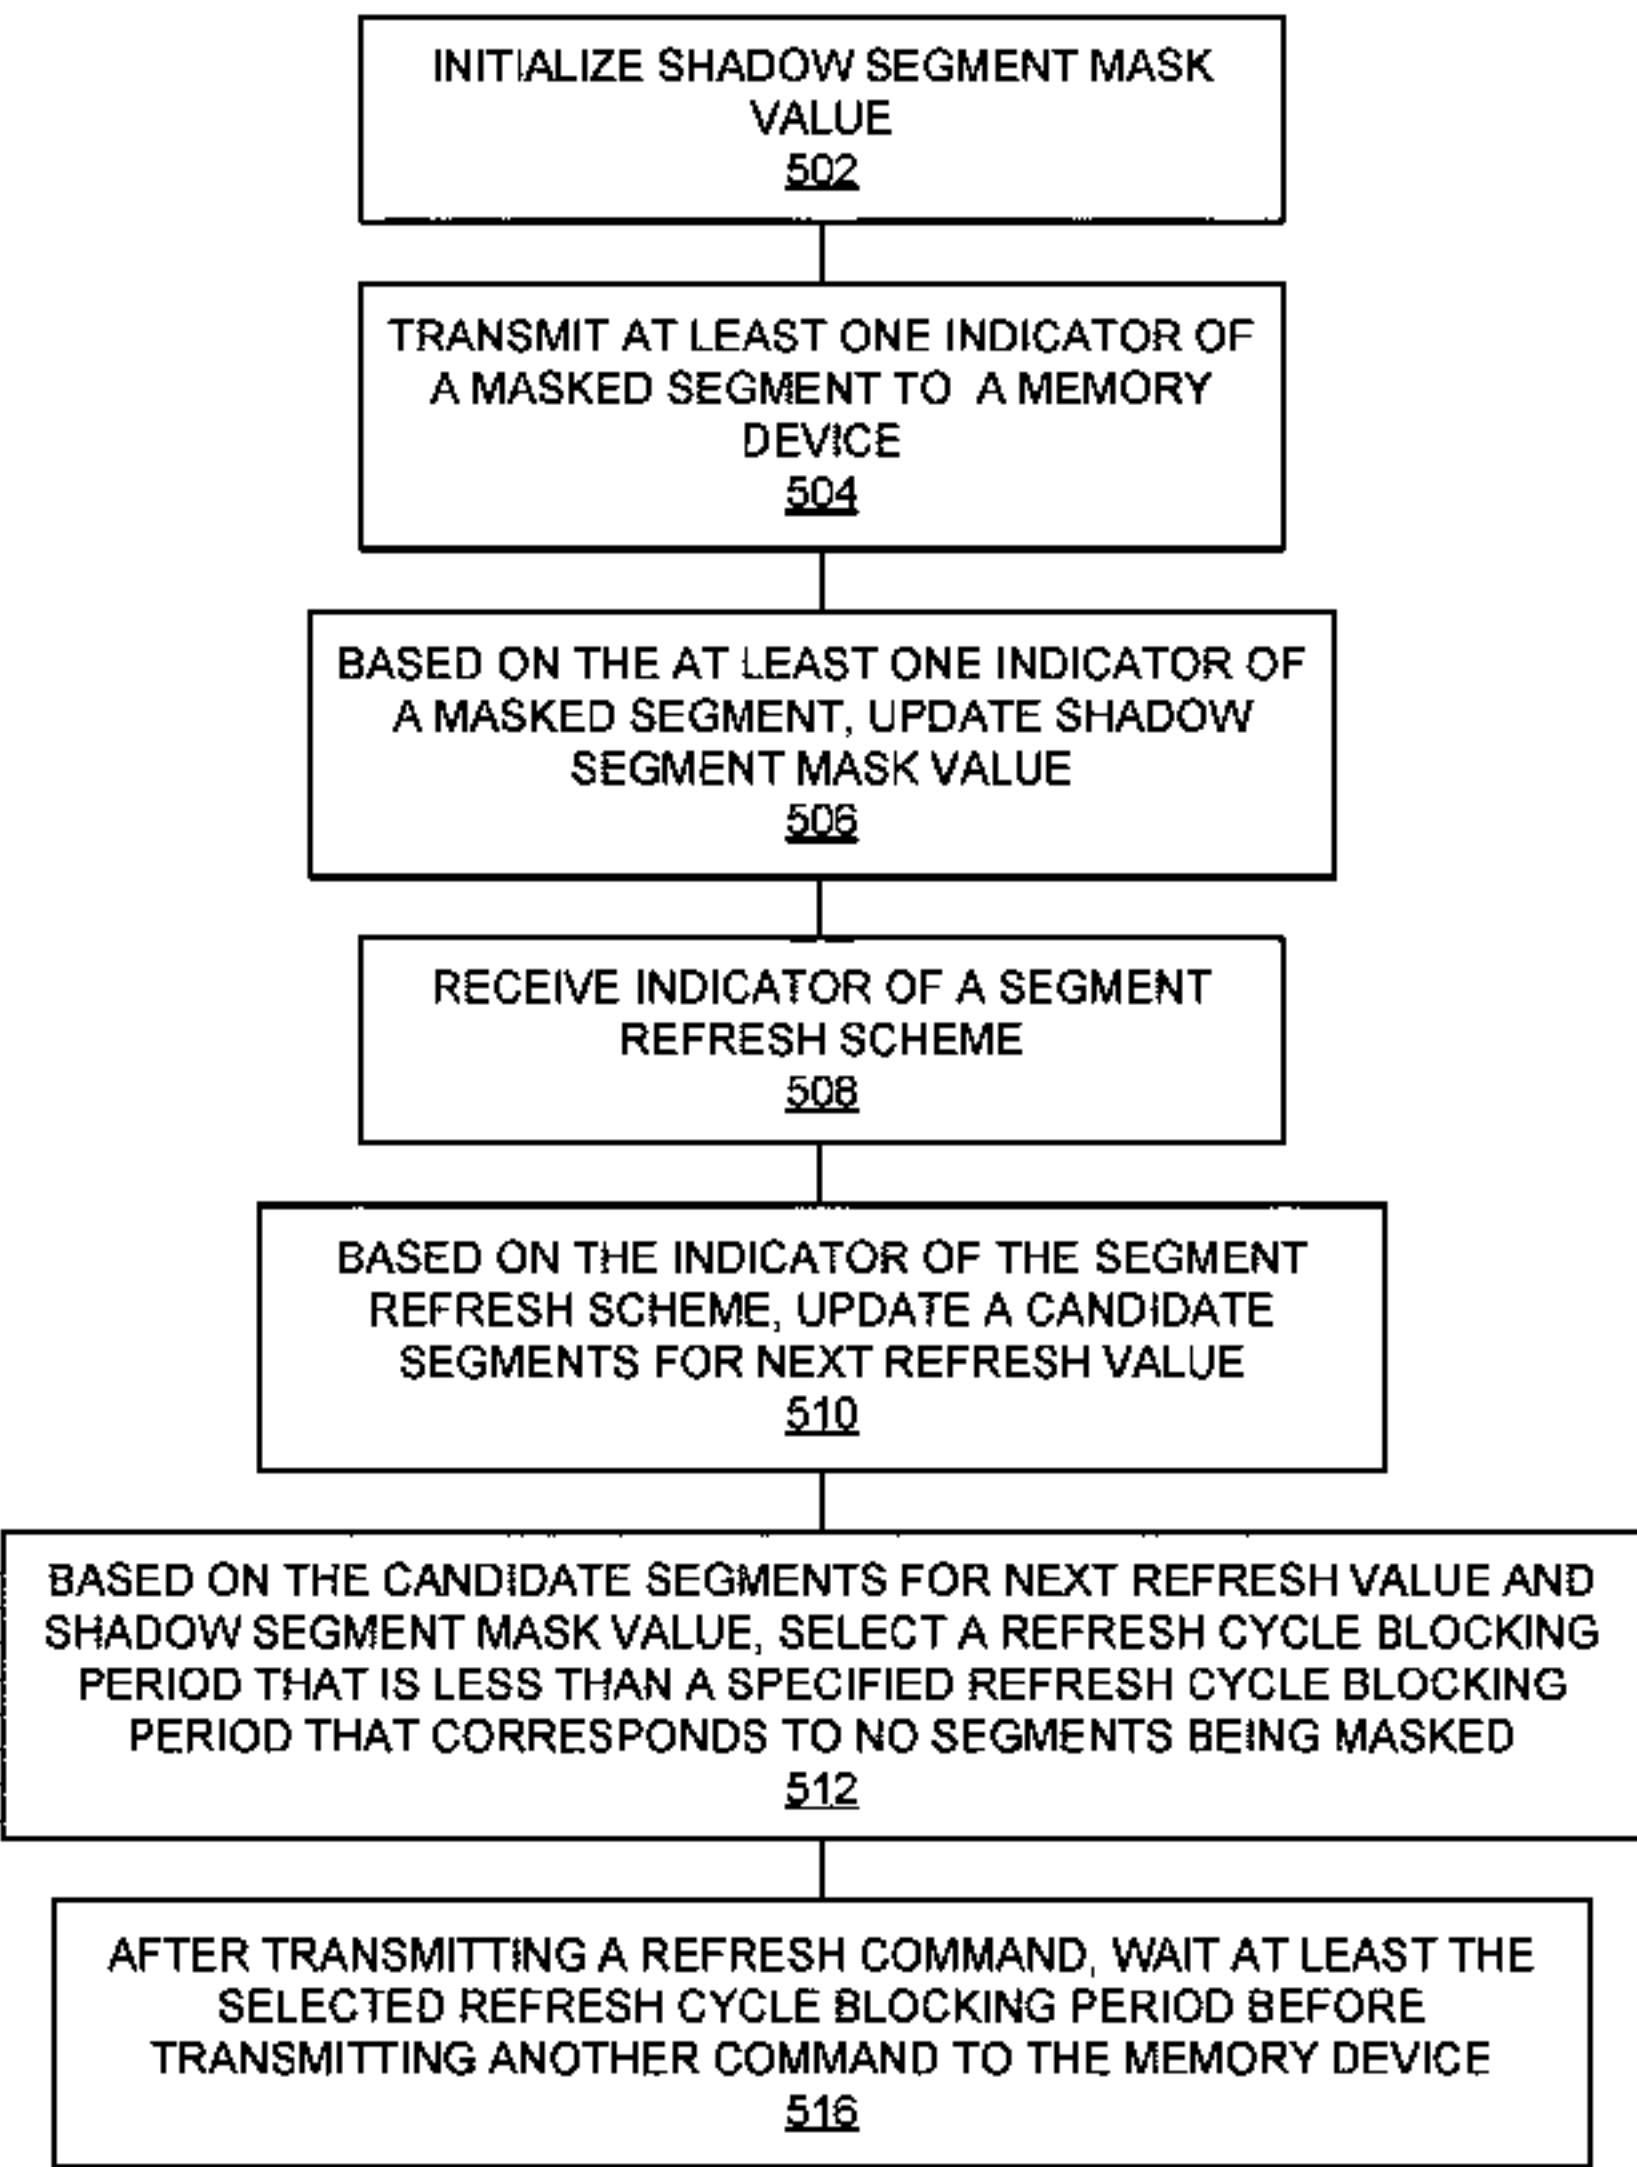 INITIALIZE SHADOW SEGMENT MASK
VALUE
502
TRANSMIT AT LEAST ONE INDICATOR OF
A MASKED SEGMENT TO A MEMORY
DEVICE
504
BASED ON THE AT LEAST ONE INDICATOR OF
A MASKED SEGMENT, UPDATE SHADOW
SEGMENT MASK VALUE
506
RECEIVE INDICATOR OF A SEGMENT
REFRESH SCHEME
508
BASED ON THE INDICATOR OF THE SEGMENT
REFRESH SCHEME, UPDATE A CANDIDATE
SEGMENTS FOR NEXT REFRESH VALUE
510
BASED ON THE CANDIDATE SEGMENTS FOR NEXT REFRESH VALUE AND
SHADOW SEGMENT MASK VALUE, SELECT A REFRESH CYCLE BLOCKING
PERIOD THAT IS LESS THAN A SPECIFIED REFRESH CYCLE BLOCKING
PERIOD THAT CORRESPONDS TO NO SEGMENTS BEING MASKED
512
AFTER TRANSMITTING A REFRESH COMMAND, WAIT AT LEAST THE
SELECTED REFRESH CYCLE BLOCKING PERIOD BEFORE
TRANSMITTING ANOTHER COMMAND TO THE MEMORY DEVICE
516